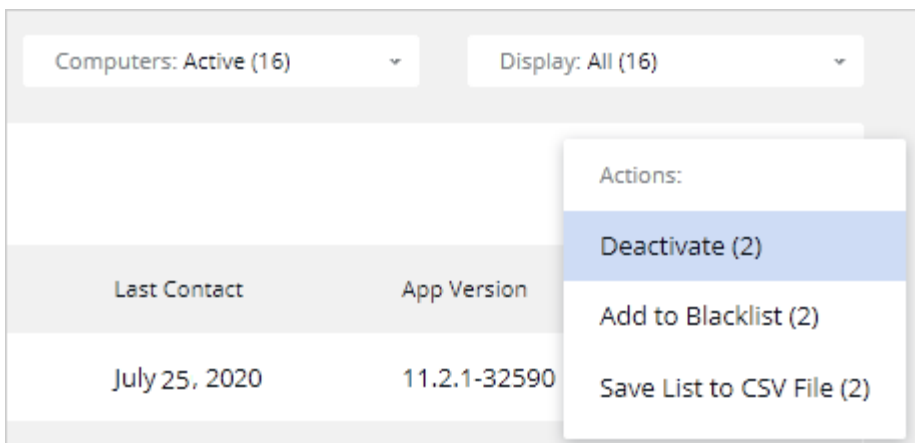 Computers: Active (16)
Display: All (16)
Actions:
Deactivate (2)
Last Contact
App Version
Add to Blacklist (2)
July 25, 2020
11.2.1-32590
Save List to CSV File (2)